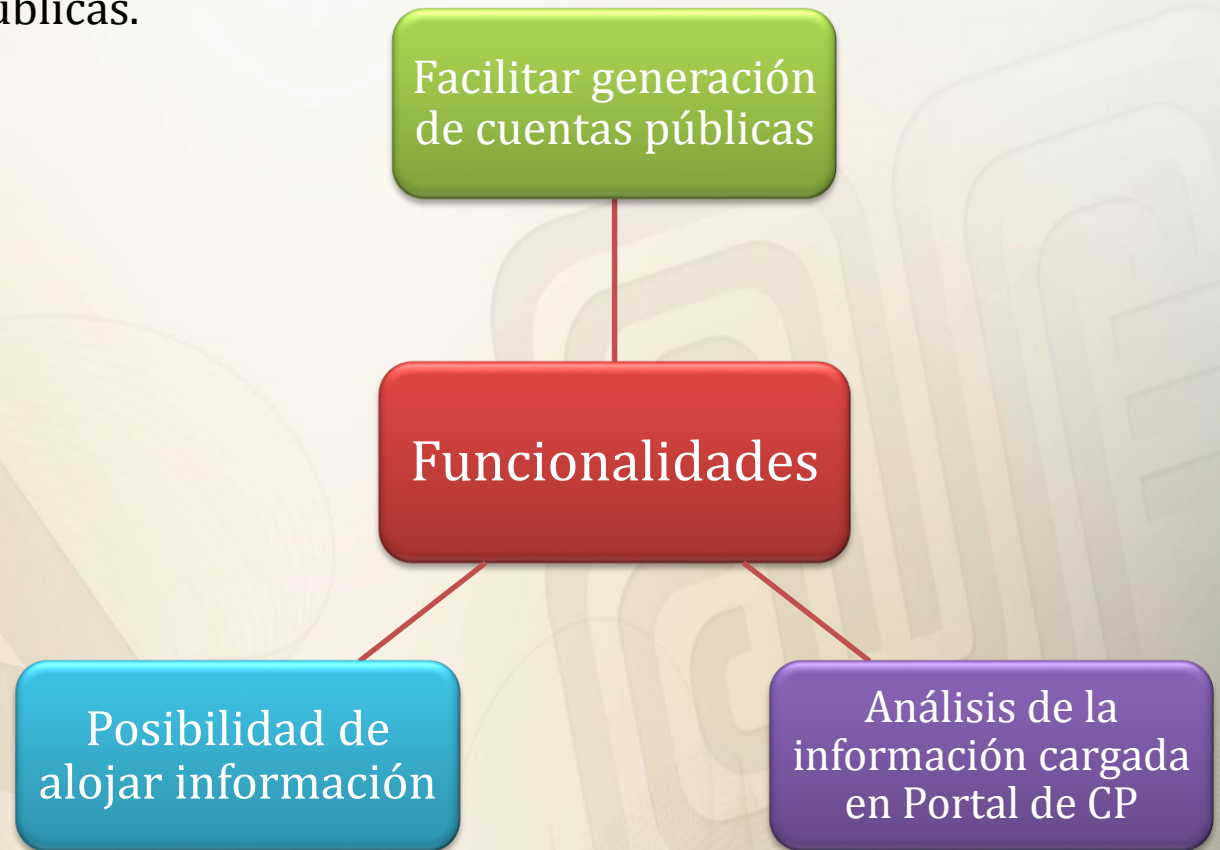 úblicas.
Facilitar generación
de cuentas públicas
Funcionalidades
Posibilidad de
alojar información
Análisis de la
información cargada
en Portal de CP